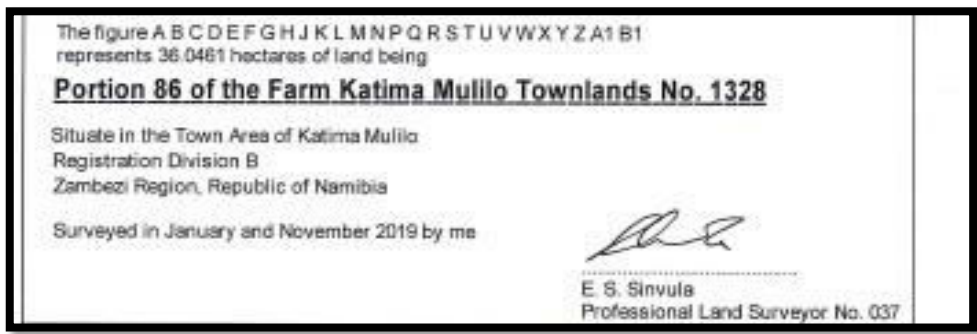 The figure A B C D E F G H J K L M N P Q R S T U V W X Y Z A1 B1
represents 36.0461 hectares of land being
Portion 86 of the Farm Katima Mulilo Townlands No. 1328
Situate in the Town Area of Katima Mulilo
Registration Division B
Zambezi Region, Republic of Namibia
Surveyed in January and November 2019 by me
E. S. Sinvula
Professional Land Surveyor No. 037